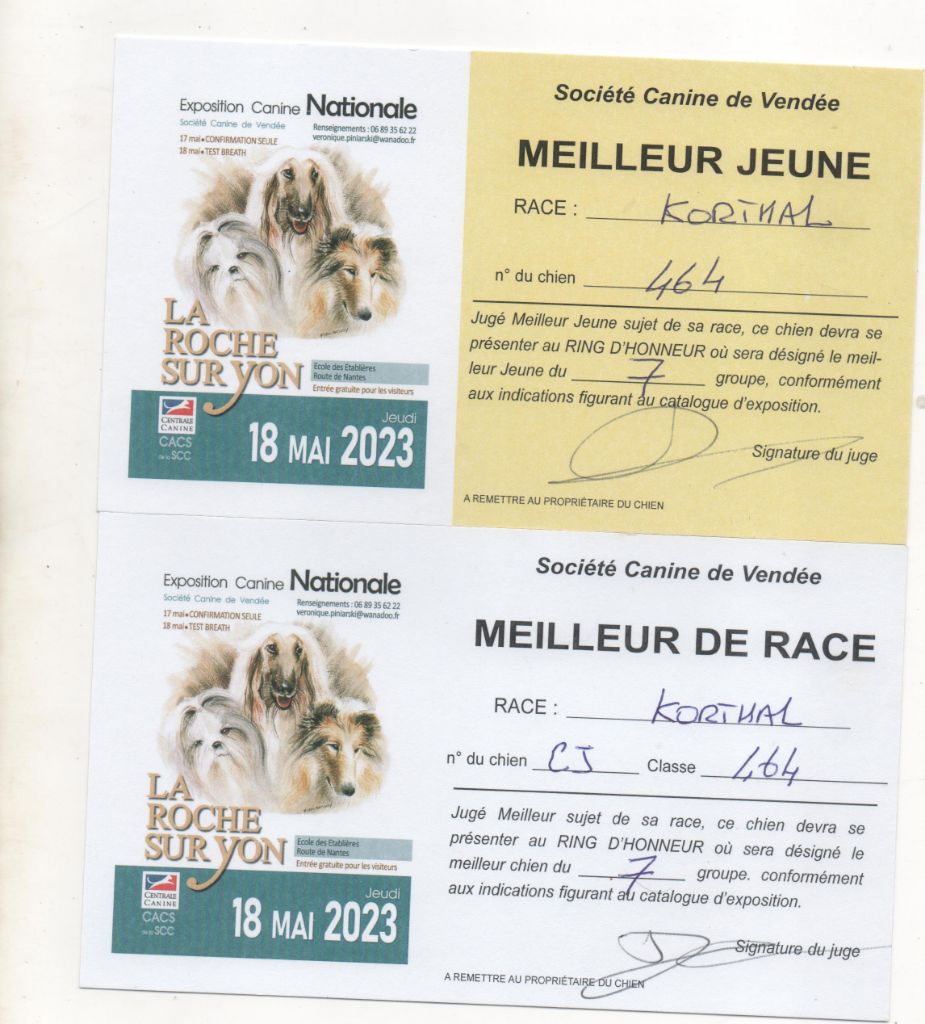 Exposition Canine Nationale
Société Canine de Vendée
Renseignements : 06 89 35 62 22
17 mai • CONFIRMATION SEULE
veronique.piniarski@wanadoo.fr
18 mai • TEST BREATH
LA
ROCHE
SUR YON
Ecole des Etablières
Route de Nantes
Entrée gratuite pour les visiteurs
CENTRALE
CANINE
CACS
de la SCC
Jeudi
18 MAI 2023
Société Canine de Vendée
MEILLEUR JEUNE
RACE : KORTHAL
n° du chien 464
Jugé Meilleur Jeune sujet de sa race, ce chien devra se
présenter au RING D'HONNEUR où sera désigné le meil-
leur Jeune du 7 groupe, conformément
aux indications figurant au catalogue d'exposition.
Signature du juge
A REMETTRE AU PROPRIÉTAIRE DU CHIEN
Exposition Canine Nationale
Société Canine de Vendée
Renseignements : 06 89 35 62 22
17 mai • CONFIRMATION SEULE
veronique.piniarski@wanadoo.fr
18 mai • TEST BREATH
LA
ROCHE
SUR YON
Ecole des Etablières
Route de Nantes
Entrée gratuite pour les visiteurs
CENTRALE
CANINE
CACS
de la SCC
Jeudi
18 MAI 2023
Société Canine de Vendée
MEILLEUR DE RACE
RACE : KORTHAL
n° du chien CJ Classe 464
Jugé Meilleur sujet de sa race, ce chien devra se
présenter au RING D'HONNEUR où sera désigné le
meilleur chien du 7 groupe. conformément
aux indications figurant au catalogue d'exposition.
Signature du juge
A REMETTRE AU PROPRIÉTAIRE DU CHIEN